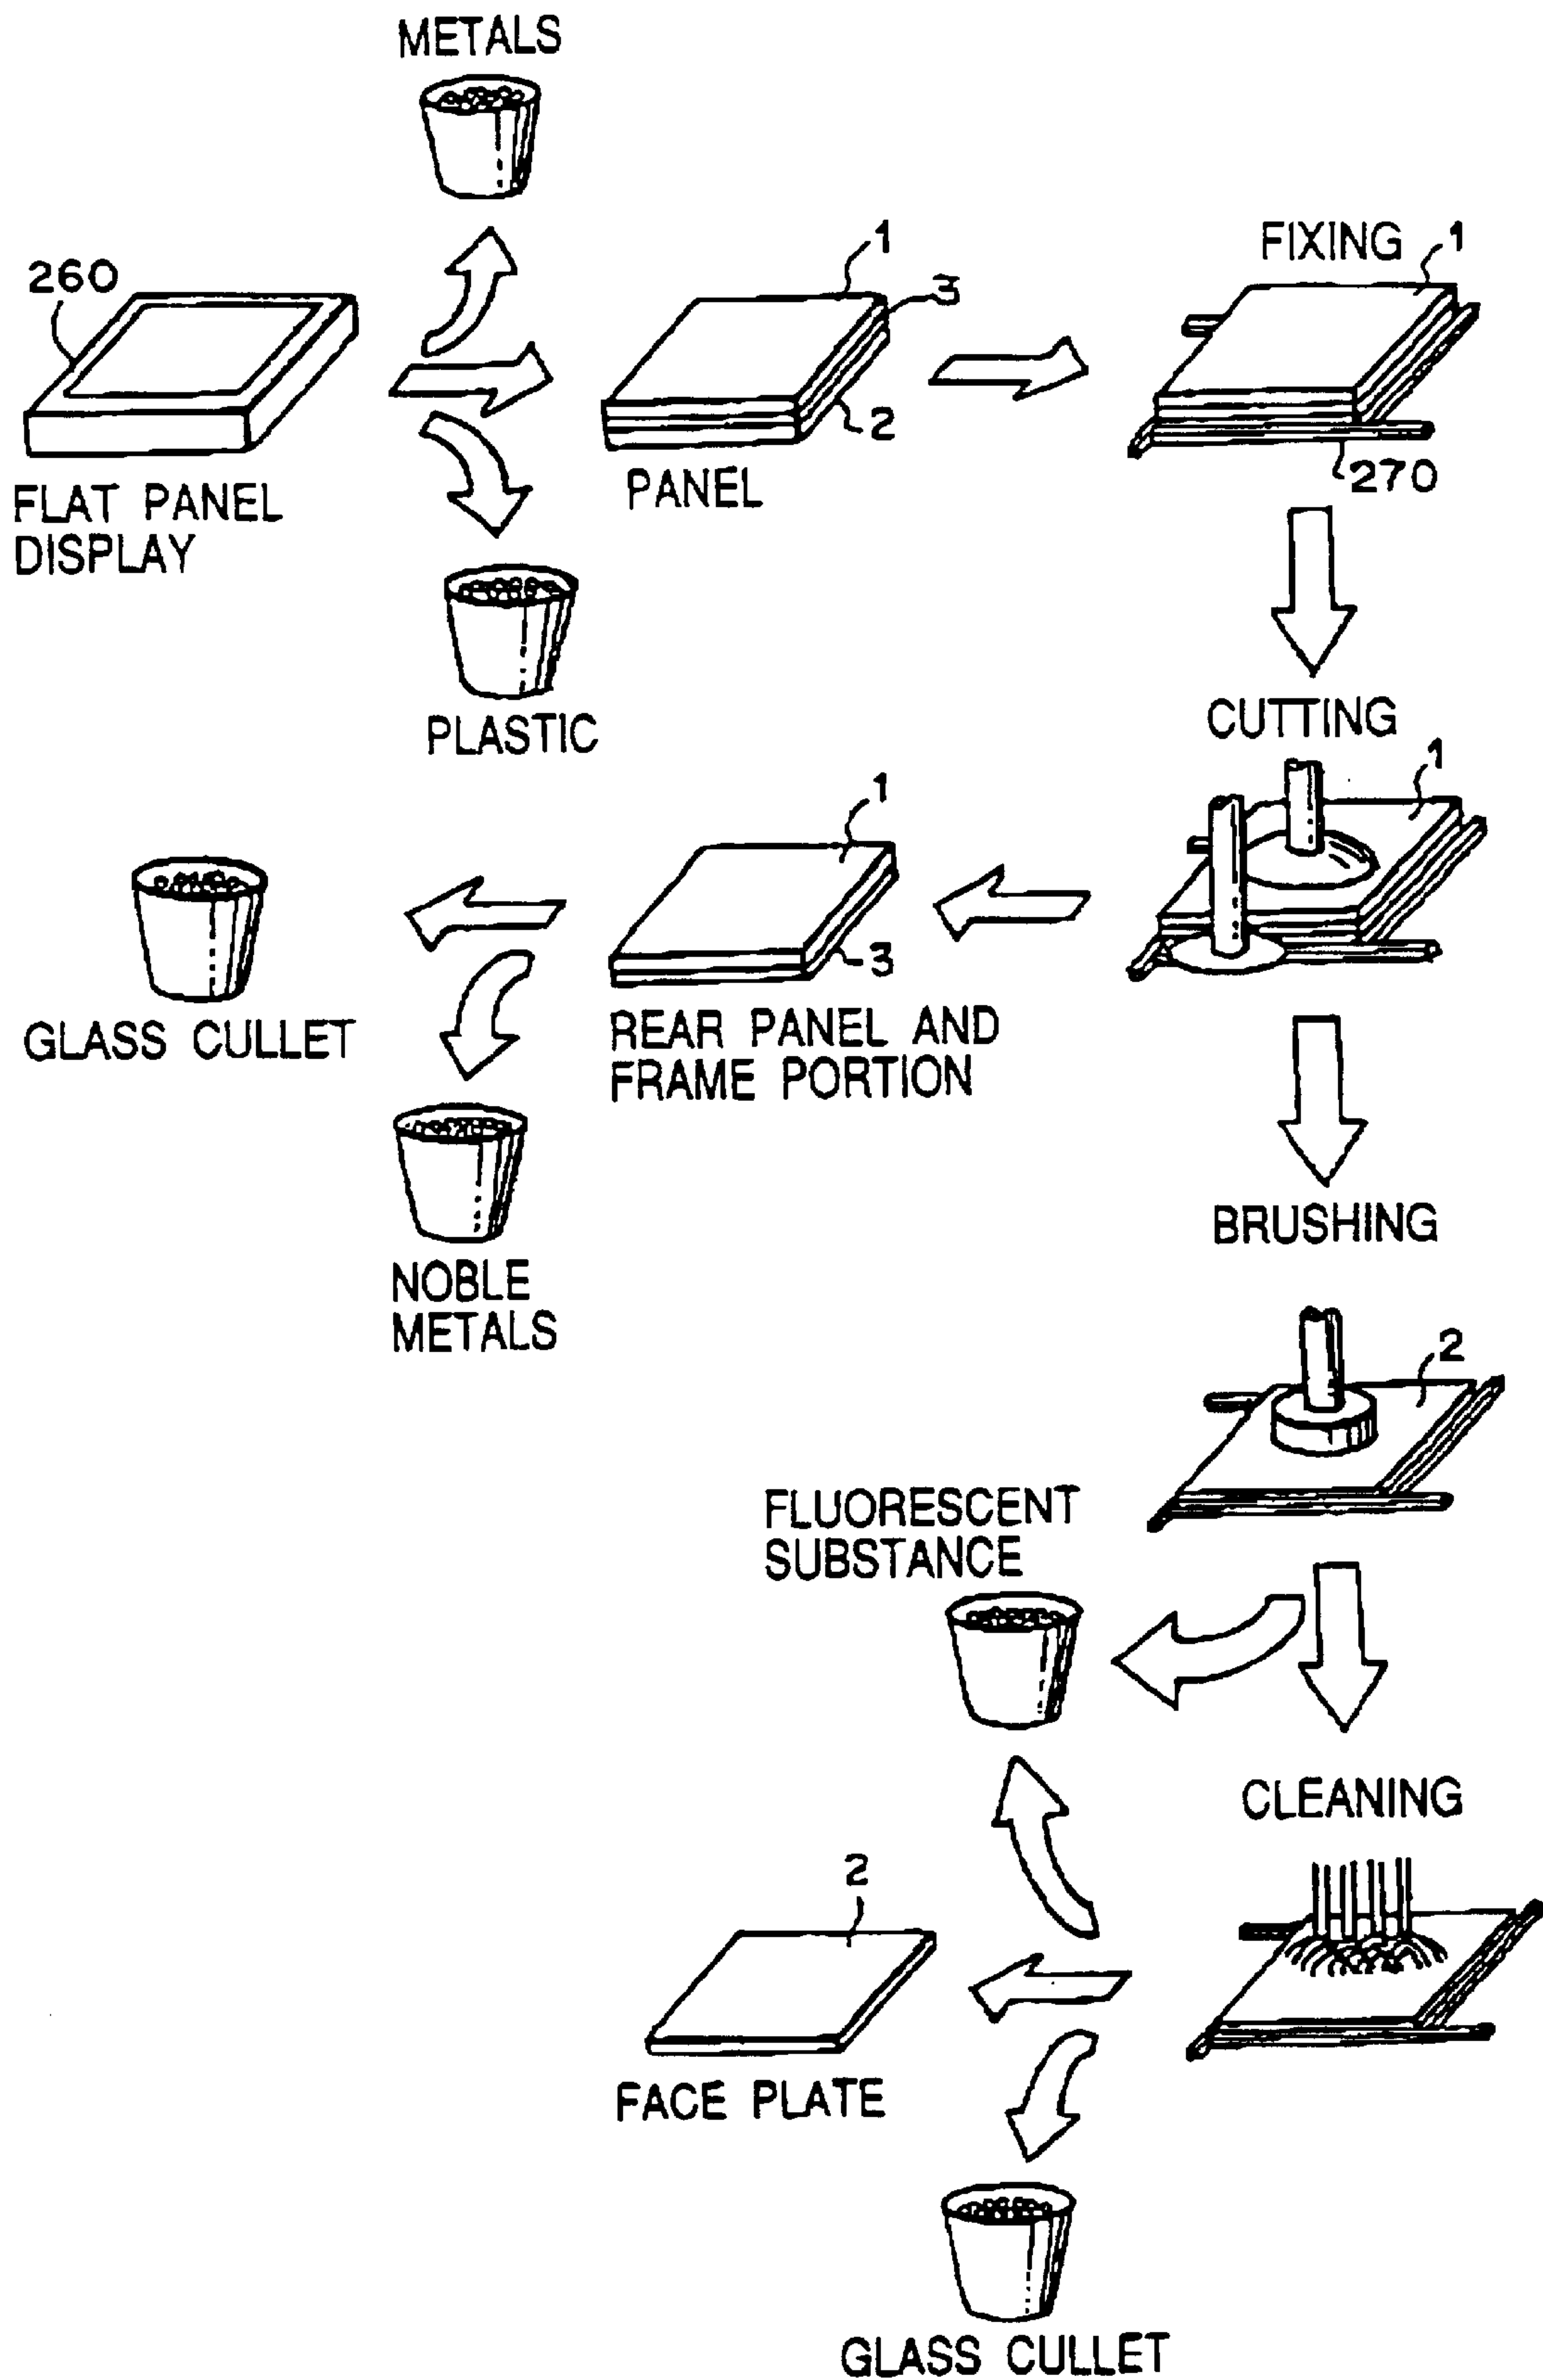 METALS
260
FLAT PANEL
DISPLAY
1
3
2
PANEL
FIXING
1
270
PLASTIC
CUTTING
1
1
3
REAR PANEL AND
FRAME PORTION
GLASS CULLET
NOBLE
METALS
BRUSHING
2
FLUORESCENT
SUBSTANCE
CLEANING
2
FACE PLATE
GLASS CULLET